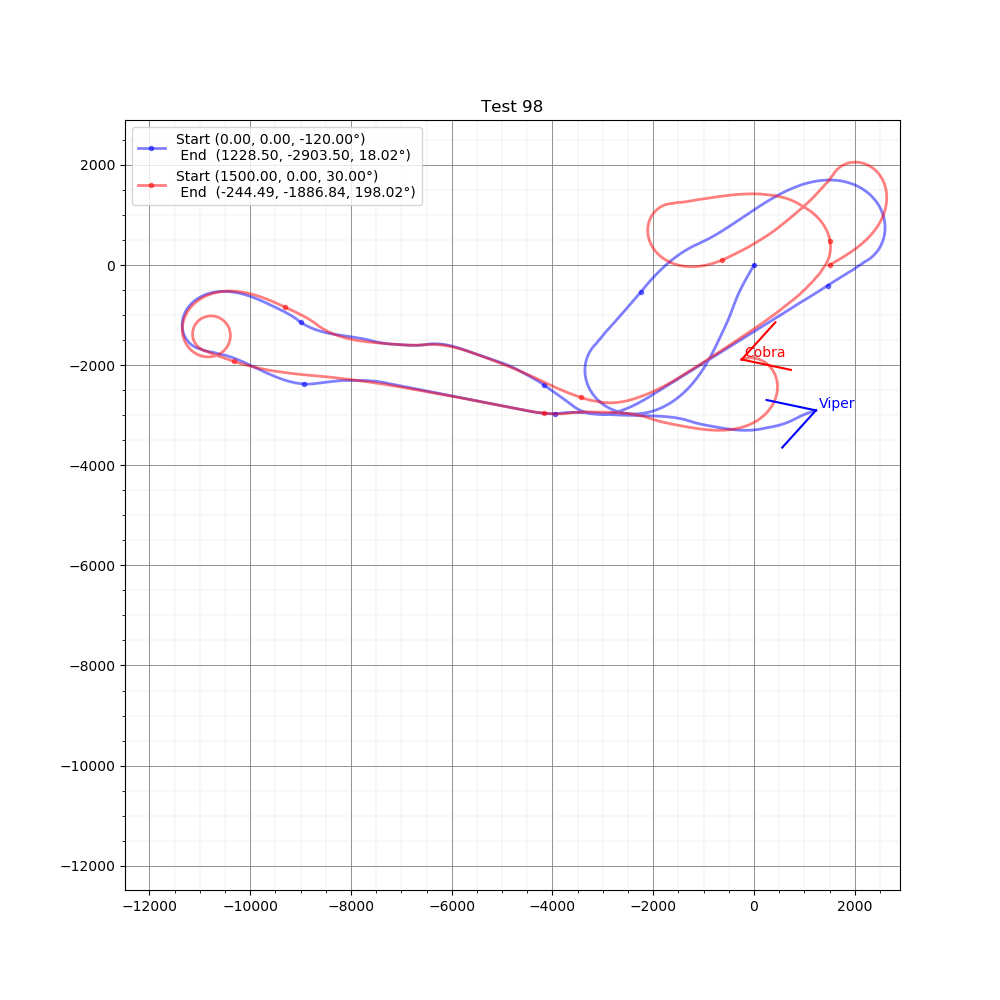 Test 98
Start (0.00, 0.00, -120.00°)
End (1228.50, -2903.50, 18.02°)
Start (1500.00, 0.00, 30.00°)
End (-244.49, -1886.84, 198.02°)
2000
0
−2000
−4000
−6000
−8000
−10000
−12000
Cobra
Viper
−12000 −10000 −8000 −6000 −4000 −2000 0 2000